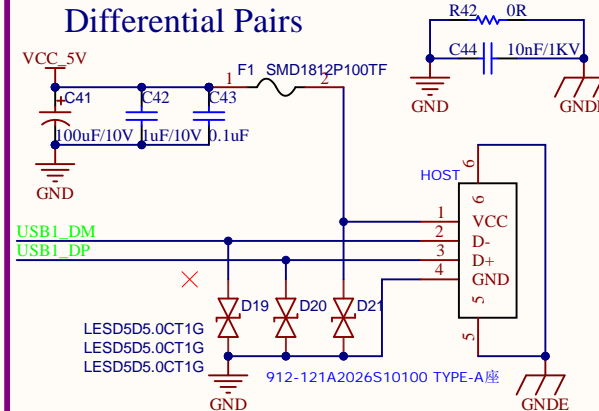 Differential Pairs
R42 0R
C44 10nF/1KV
GND
GNDE
VCC_5V
F1 SMD1812P100TF
1 2
C41 C42 C43
100uF/10V 1uF/10V 0.1uF
GND
HOST
6
6
1 VCC
2 D-
3 D+
4 GND
5
5
USB1_DM
USB1_DP
D19 D20 D21
LESD5D5.0CT1G
LESD5D5.0CT1G
LESD5D5.0CT1G
912-121A2026S10100 TYPE-A座
GND
GNDE